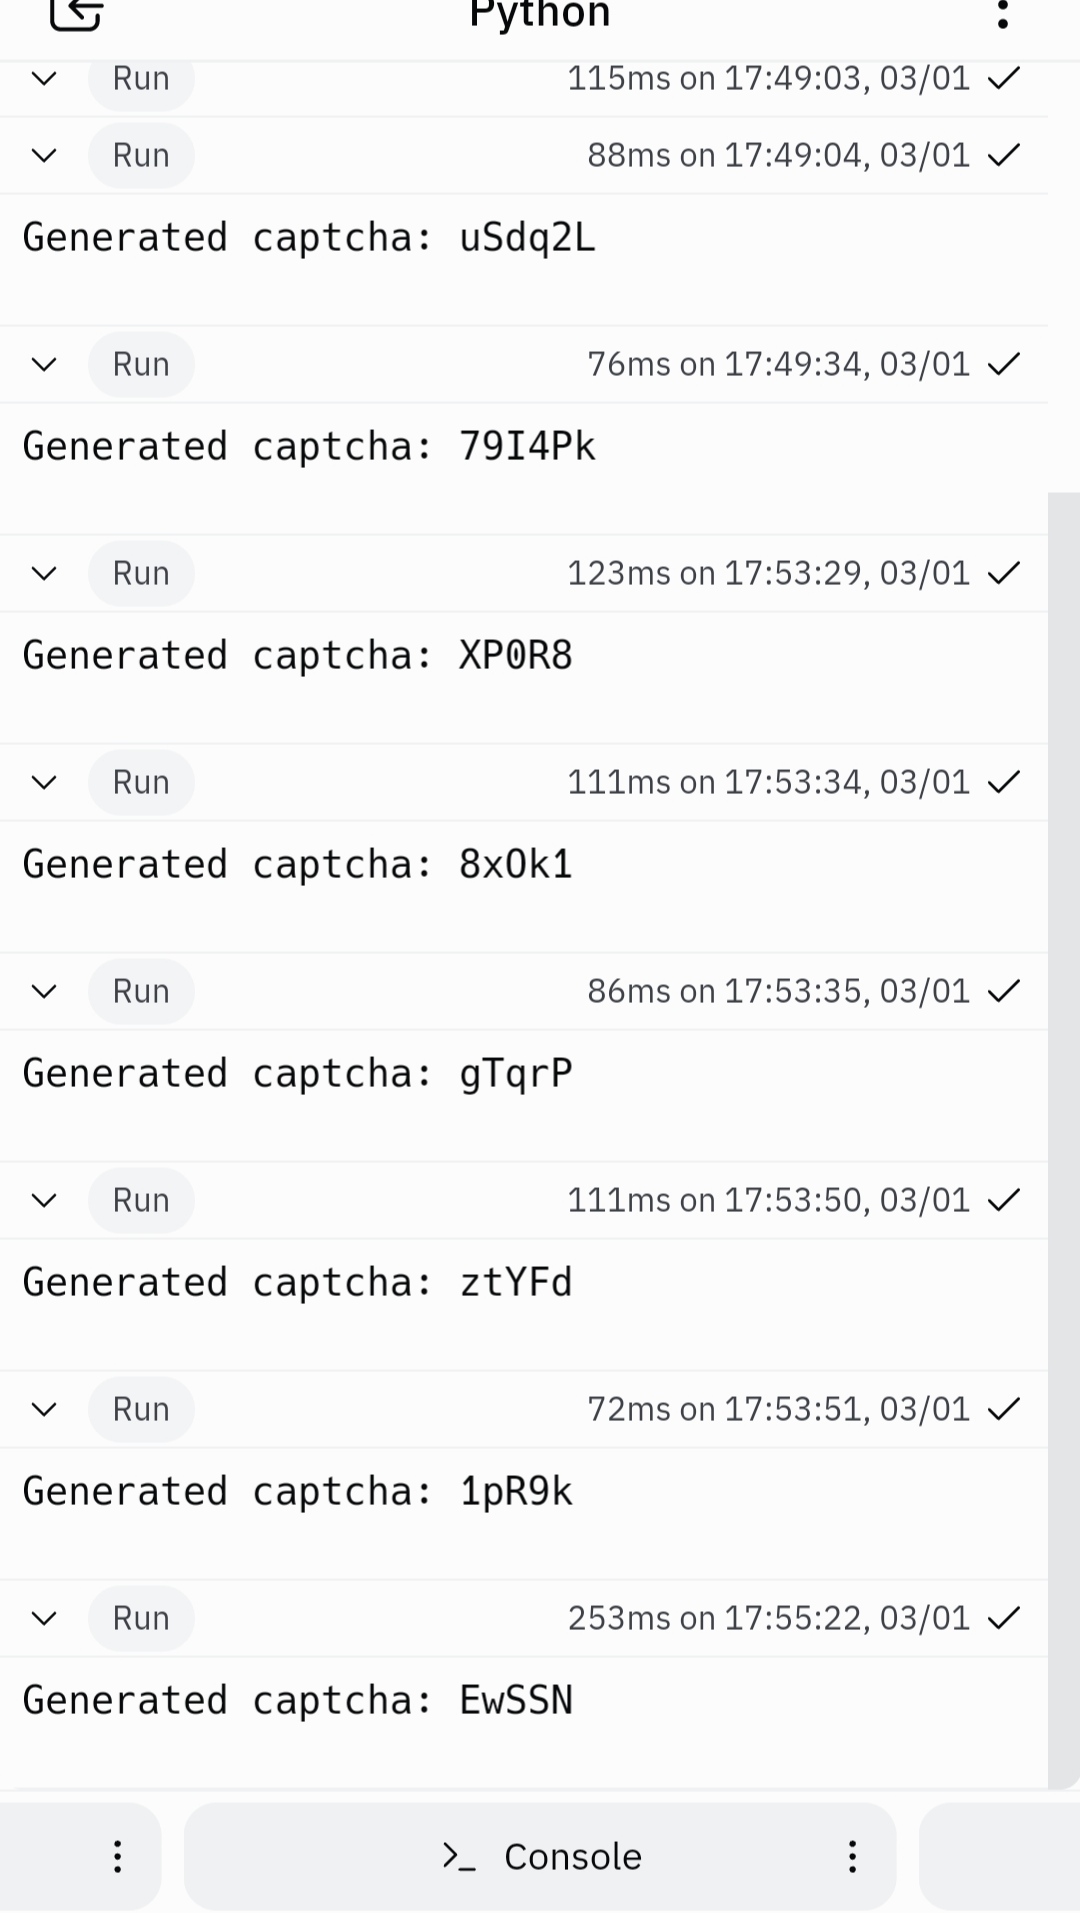 Python
Run 115ms on 17:49:03, 03/01
Run 88ms on 17:49:04, 03/01
Generated captcha: uSdq2L
Run 76ms on 17:49:34, 03/01
Generated captcha: 79I4Pk
Run 123ms on 17:53:29, 03/01
Generated captcha: XP0R8
Run 111ms on 17:53:34, 03/01
Generated captcha: 8xOk1
Run 86ms on 17:53:35, 03/01
Generated captcha: gTqrP
Run 111ms on 17:53:50, 03/01
Generated captcha: ztYFd
Run 72ms on 17:53:51, 03/01
Generated captcha: 1pR9k
Run 253ms on 17:55:22, 03/01
Generated captcha: EwSSN
Console